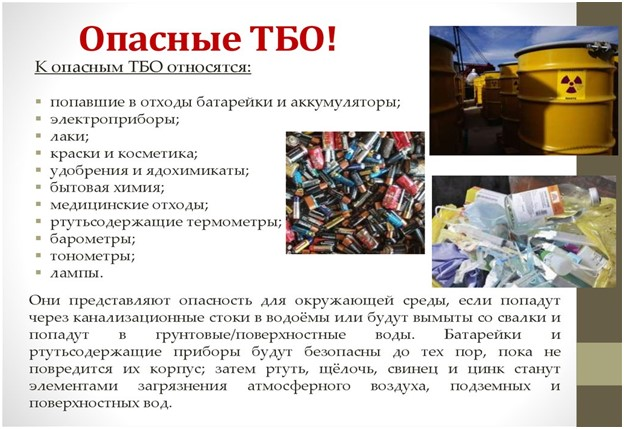 Опасные ТБО!
К опасным ТБО относятся:
попавшие в отходы батарейки и аккумуляторы;
электроприборы;
лаки;
краски и косметика;
удобрения и ядохимикаты;
бытовая химия;
медицинские отходы;
ртутьсодержащие термометры;
барометры;
тонометры;
лампы.
Они представляют опасность для окружающей среды, если попадут
через канализационные стоки в водоёмы или будут вымыты со свалки и
попадут в грунтовые/поверхностные воды. Батарейки и
ртутьсодержащие приборы будут безопасны до тех пор, пока не
повредится их корпус; затем ртуть, щёлочь, свинец и цинк станут
элементами загрязнения атмосферного воздуха, подземных и
поверхностных вод.